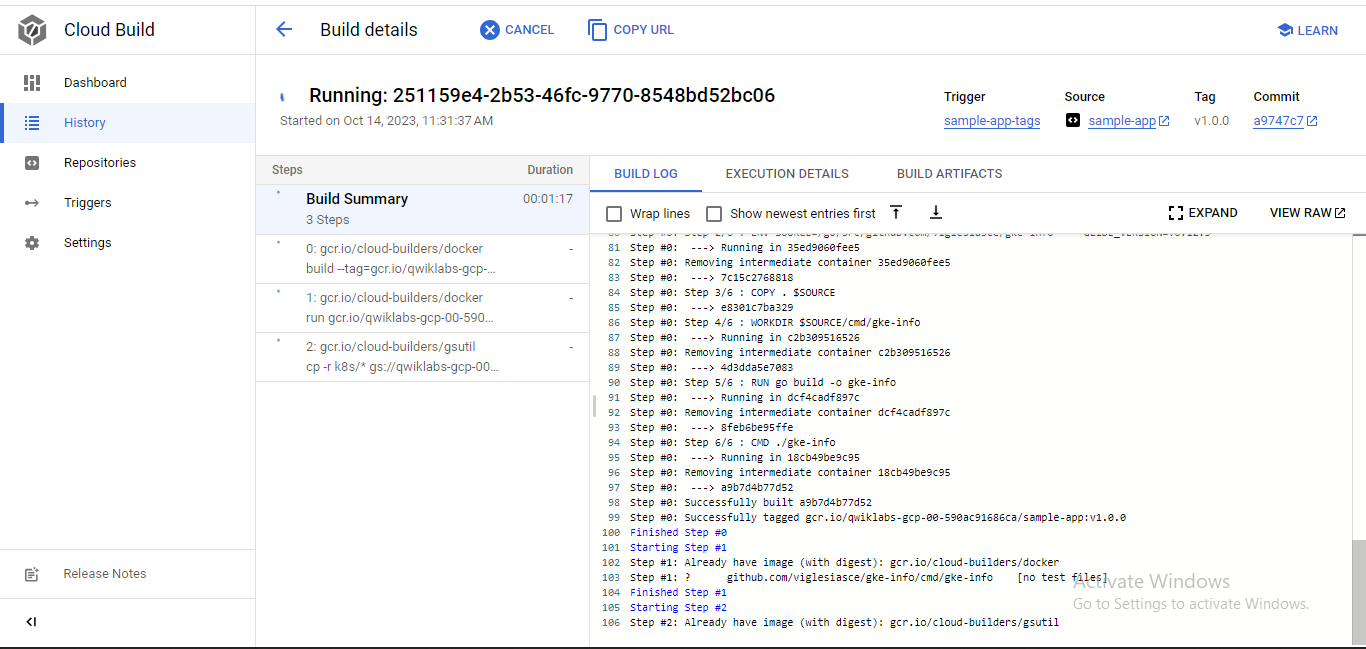 Cloud Build
Build details
CANCEL
COPY URL
LEARN
Dashboard
History
Repositories
Triggers
Settings
Release Notes
Running: 251159e4-2b53-46fc-9770-8548bd52bc06
Started on Oct 14, 2023, 11:31:37 AM
Trigger
sample-app-tags
Source
sample-app
Tag
v1.0.0
Commit
a9747c7
Steps Duration
Build Summary 00:01:17
3 Steps
0: gcr.io/cloud-builders/docker -
build --tag=gcr.io/qwiklabs-gcp-...
1: gcr.io/cloud-builders/docker -
run gcr.io/qwiklabs-gcp-00-590...
2: gcr.io/cloud-builders/gsutil -
cp -r k8s/* gs://qwiklabs-gcp-00...
BUILD LOG EXECUTION DETAILS BUILD ARTIFACTS
Wrap lines Show newest entries first EXPAND VIEW RAW
81 Step #0: ---> Running in 35ed9060fee5
82 Step #0: Removing intermediate container 35ed9060fee5
83 Step #0: ---> 7c15c2768818
84 Step #0: Step 3/6 : COPY . $SOURCE
85 Step #0: ---> e8301c7ba329
86 Step #0: Step 4/6 : WORKDIR $SOURCE/cmd/gke-info
87 Step #0: ---> Running in c2b309516526
88 Step #0: Removing intermediate container c2b309516526
89 Step #0: ---> 4d3dda5e7083
90 Step #0: Step 5/6 : RUN go build -o gke-info
91 Step #0: ---> Running in dcf4cadf897c
92 Step #0: Removing intermediate container dcf4cadf897c
93 Step #0: ---> 8feb6be95ffe
94 Step #0: Step 6/6 : CMD ./gke-info
95 Step #0: ---> Running in 18cb49be9c95
96 Step #0: Removing intermediate container 18cb49be9c95
97 Step #0: ---> a9b7d4b77d52
98 Step #0: Successfully built a9b7d4b77d52
99 Step #0: Successfully tagged gcr.io/qwiklabs-gcp-00-590ac91686ca/sample-app:v1.0.0
100 Finished Step #0
101 Starting Step #1
102 Step #1: Already have image (with digest): gcr.io/cloud-builders/docker
103 Step #1: ? github.com/viglesiasce/gke-info/cmd/gke-info [no test files]
104 Finished Step #1
105 Starting Step #2
106 Step #2: Already have image (with digest): gcr.io/cloud-builders/gsutil
Activate Windows
Go to Settings to activate Windows.